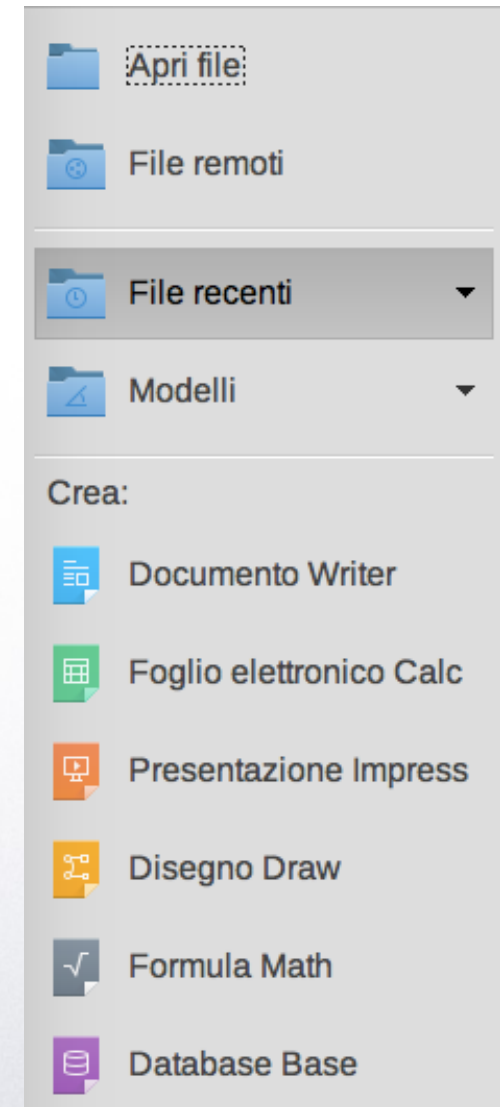 Apri file
File remoti
File recenti
Modelli
Crea:
Documento Writer
Foglio elettronico Calc
Presentazione Impress
Disegno Draw
Formula Math
Database Base